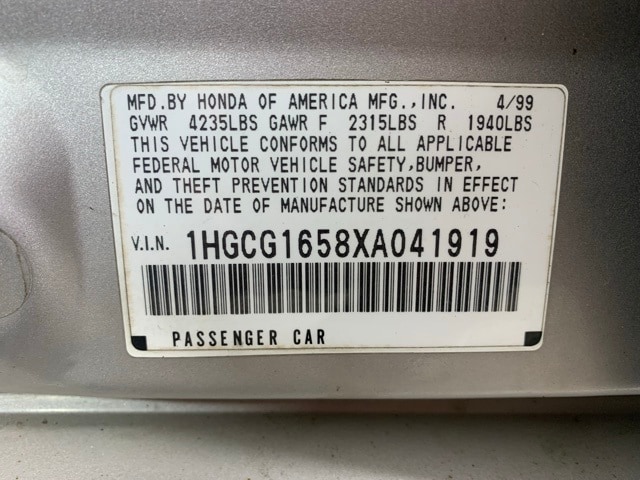 MFD.BY HONDA OF AMERICA MFG.,INC. 4/99
GVWR 4235LBS GAWR F 2315LBS R 1940LBS
THIS VEHICLE CONFORMS TO ALL APPLICABLE
FEDERAL MOTOR VEHICLE SAFETY,BUMPER,
AND THEFT PREVENTION STANDARDS IN EFFECT
ON THE DATE OF MANUFACTURE SHOWN ABOVE:
V.I.N. 1HGCG1658XA041919
PASSENGER CAR